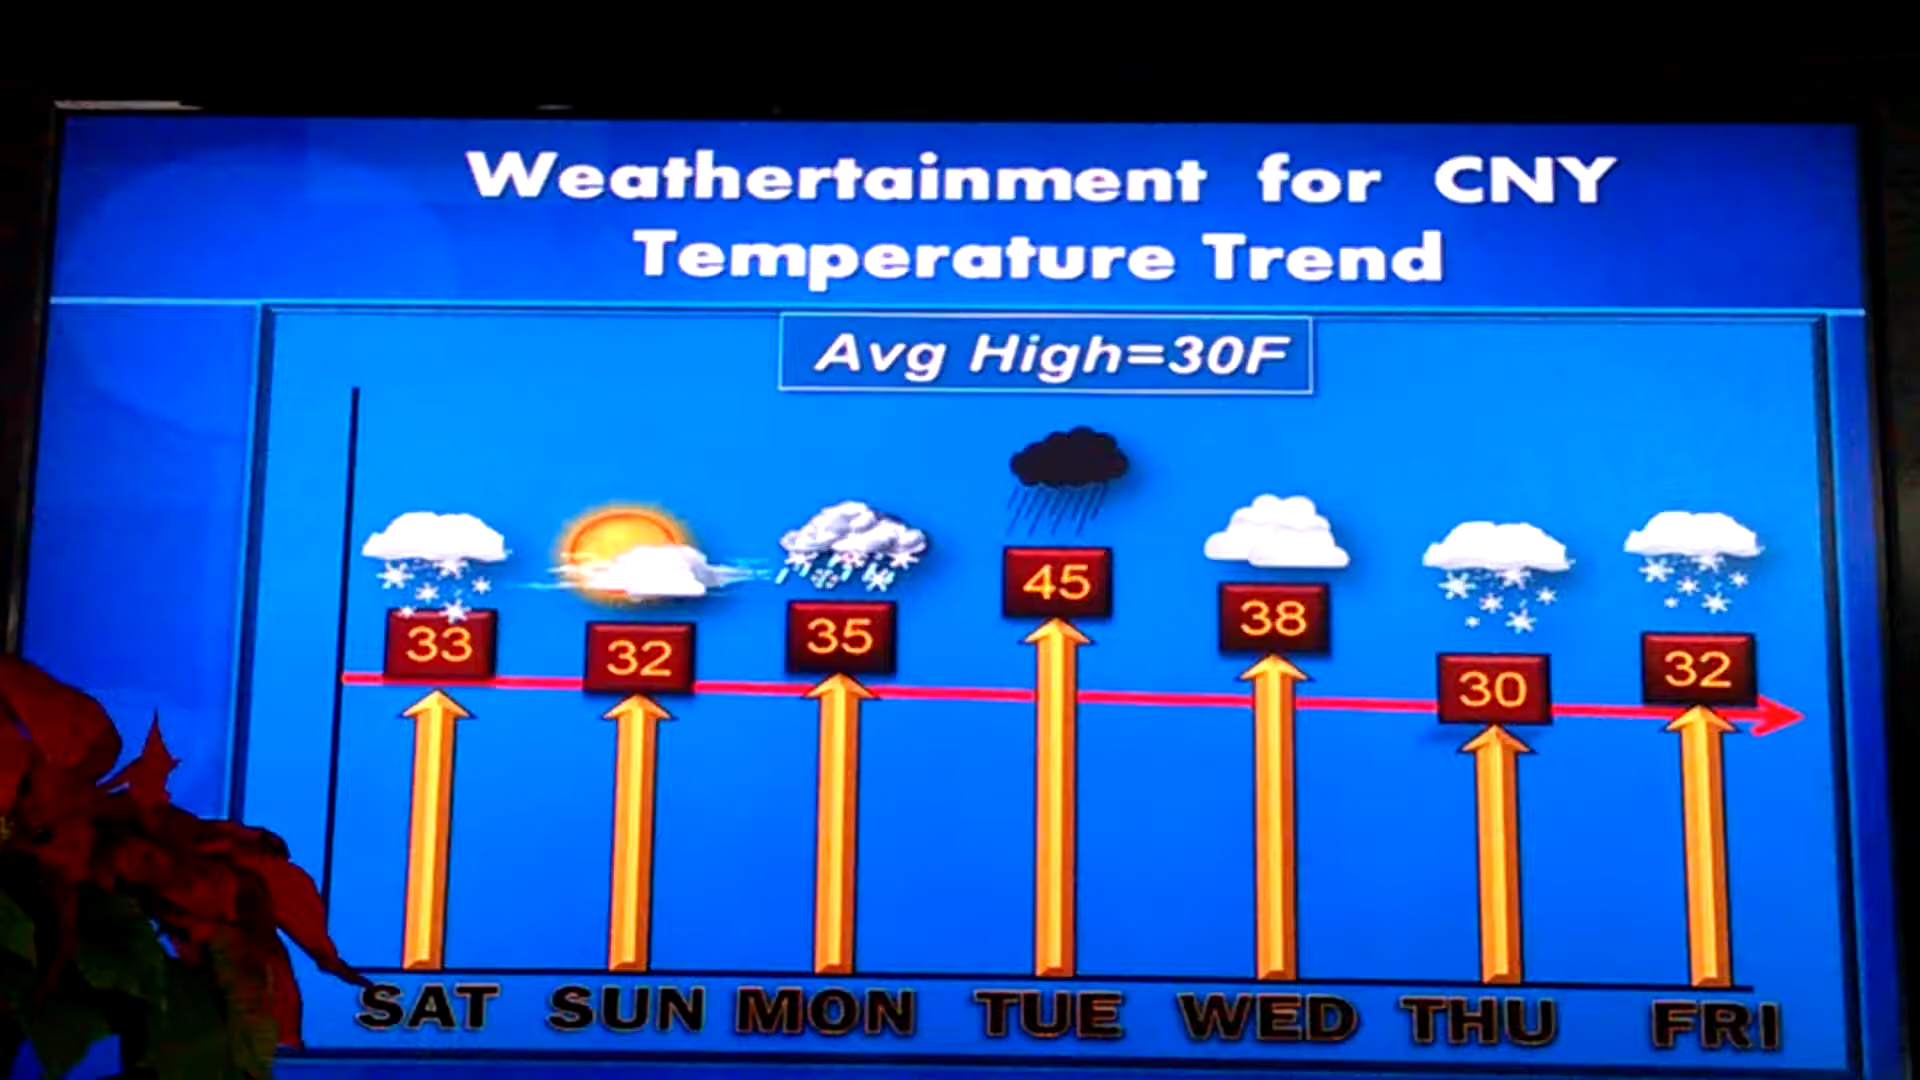 Weathertainment for CNY
Temperature Trend
Avg High=30F
33 32 35 45 38 30 32
SAT SUN MON TUE WED THU FRI